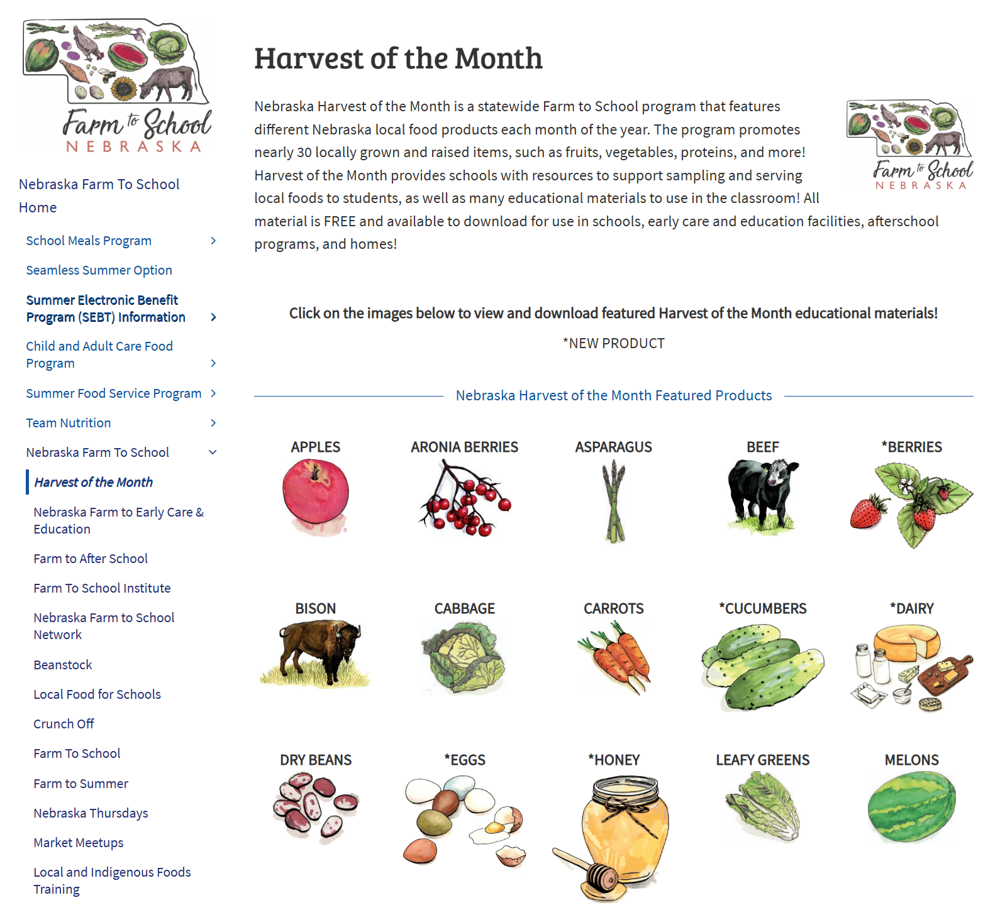 Farm to School
NEBRASKA
Nebraska Farm To School
Home
School Meals Program
Seamless Summer Option
Summer Electronic Benefit
Program (SEBT) Information
Child and Adult Care Food
Program
Summer Food Service Program
Team Nutrition
Nebraska Farm To School
Harvest of the Month
Nebraska Farm to Early Care &
Education
Farm to After School
Farm To School Institute
Nebraska Farm to School
Network
Beanstock
Local Food for Schools
Crunch Off
Farm To School
Farm to Summer
Nebraska Thursdays
Market Meetups
Local and Indigenous Foods
Training
Harvest of the Month
Nebraska Harvest of the Month is a statewide Farm to School program that features
different Nebraska local food products each month of the year. The program promotes
nearly 30 locally grown and raised items, such as fruits, vegetables, proteins, and more!
Harvest of the Month provides schools with resources to support sampling and serving
local foods to students, as well as many educational materials to use in the classroom! All
material is FREE and available to download for use in schools, early care and education facilities, afterschool
programs, and homes!
Farm to School
NEBRASKA
Click on the images below to view and download featured Harvest of the Month educational materials!
*NEW PRODUCT
Nebraska Harvest of the Month Featured Products
APPLES ARONIA BERRIES ASPARAGUS BEEF *BERRIES
BISON CABBAGE CARROTS *CUCUMBERS *DAIRY
DRY BEANS *EGGS *HONEY LEAFY GREENS MELONS